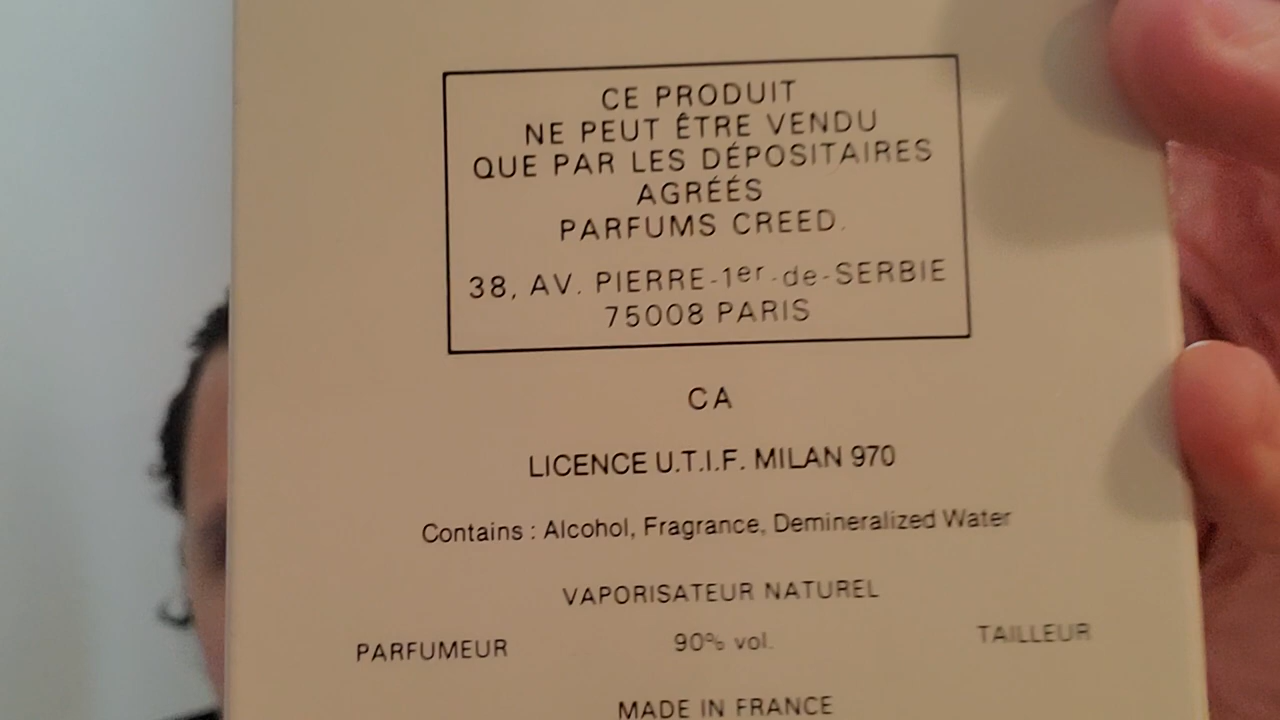 CE PRODUIT
NE PEUT ÊTRE VENDU
QUE PAR LES DÉPOSITAIRES
AGRÉÉS
PARFUMS CREED.
38, AV. PIERRE-1er-de-SERBIE
75008 PARIS
CA
LICENCE U.T.I.F. MILAN 970
Contains : Alcohol, Fragrance, Demineralized Water
VAPORISATEUR NATUREL
PARFUMEUR 90% vol. TAILLEUR
MADE IN FRANCE